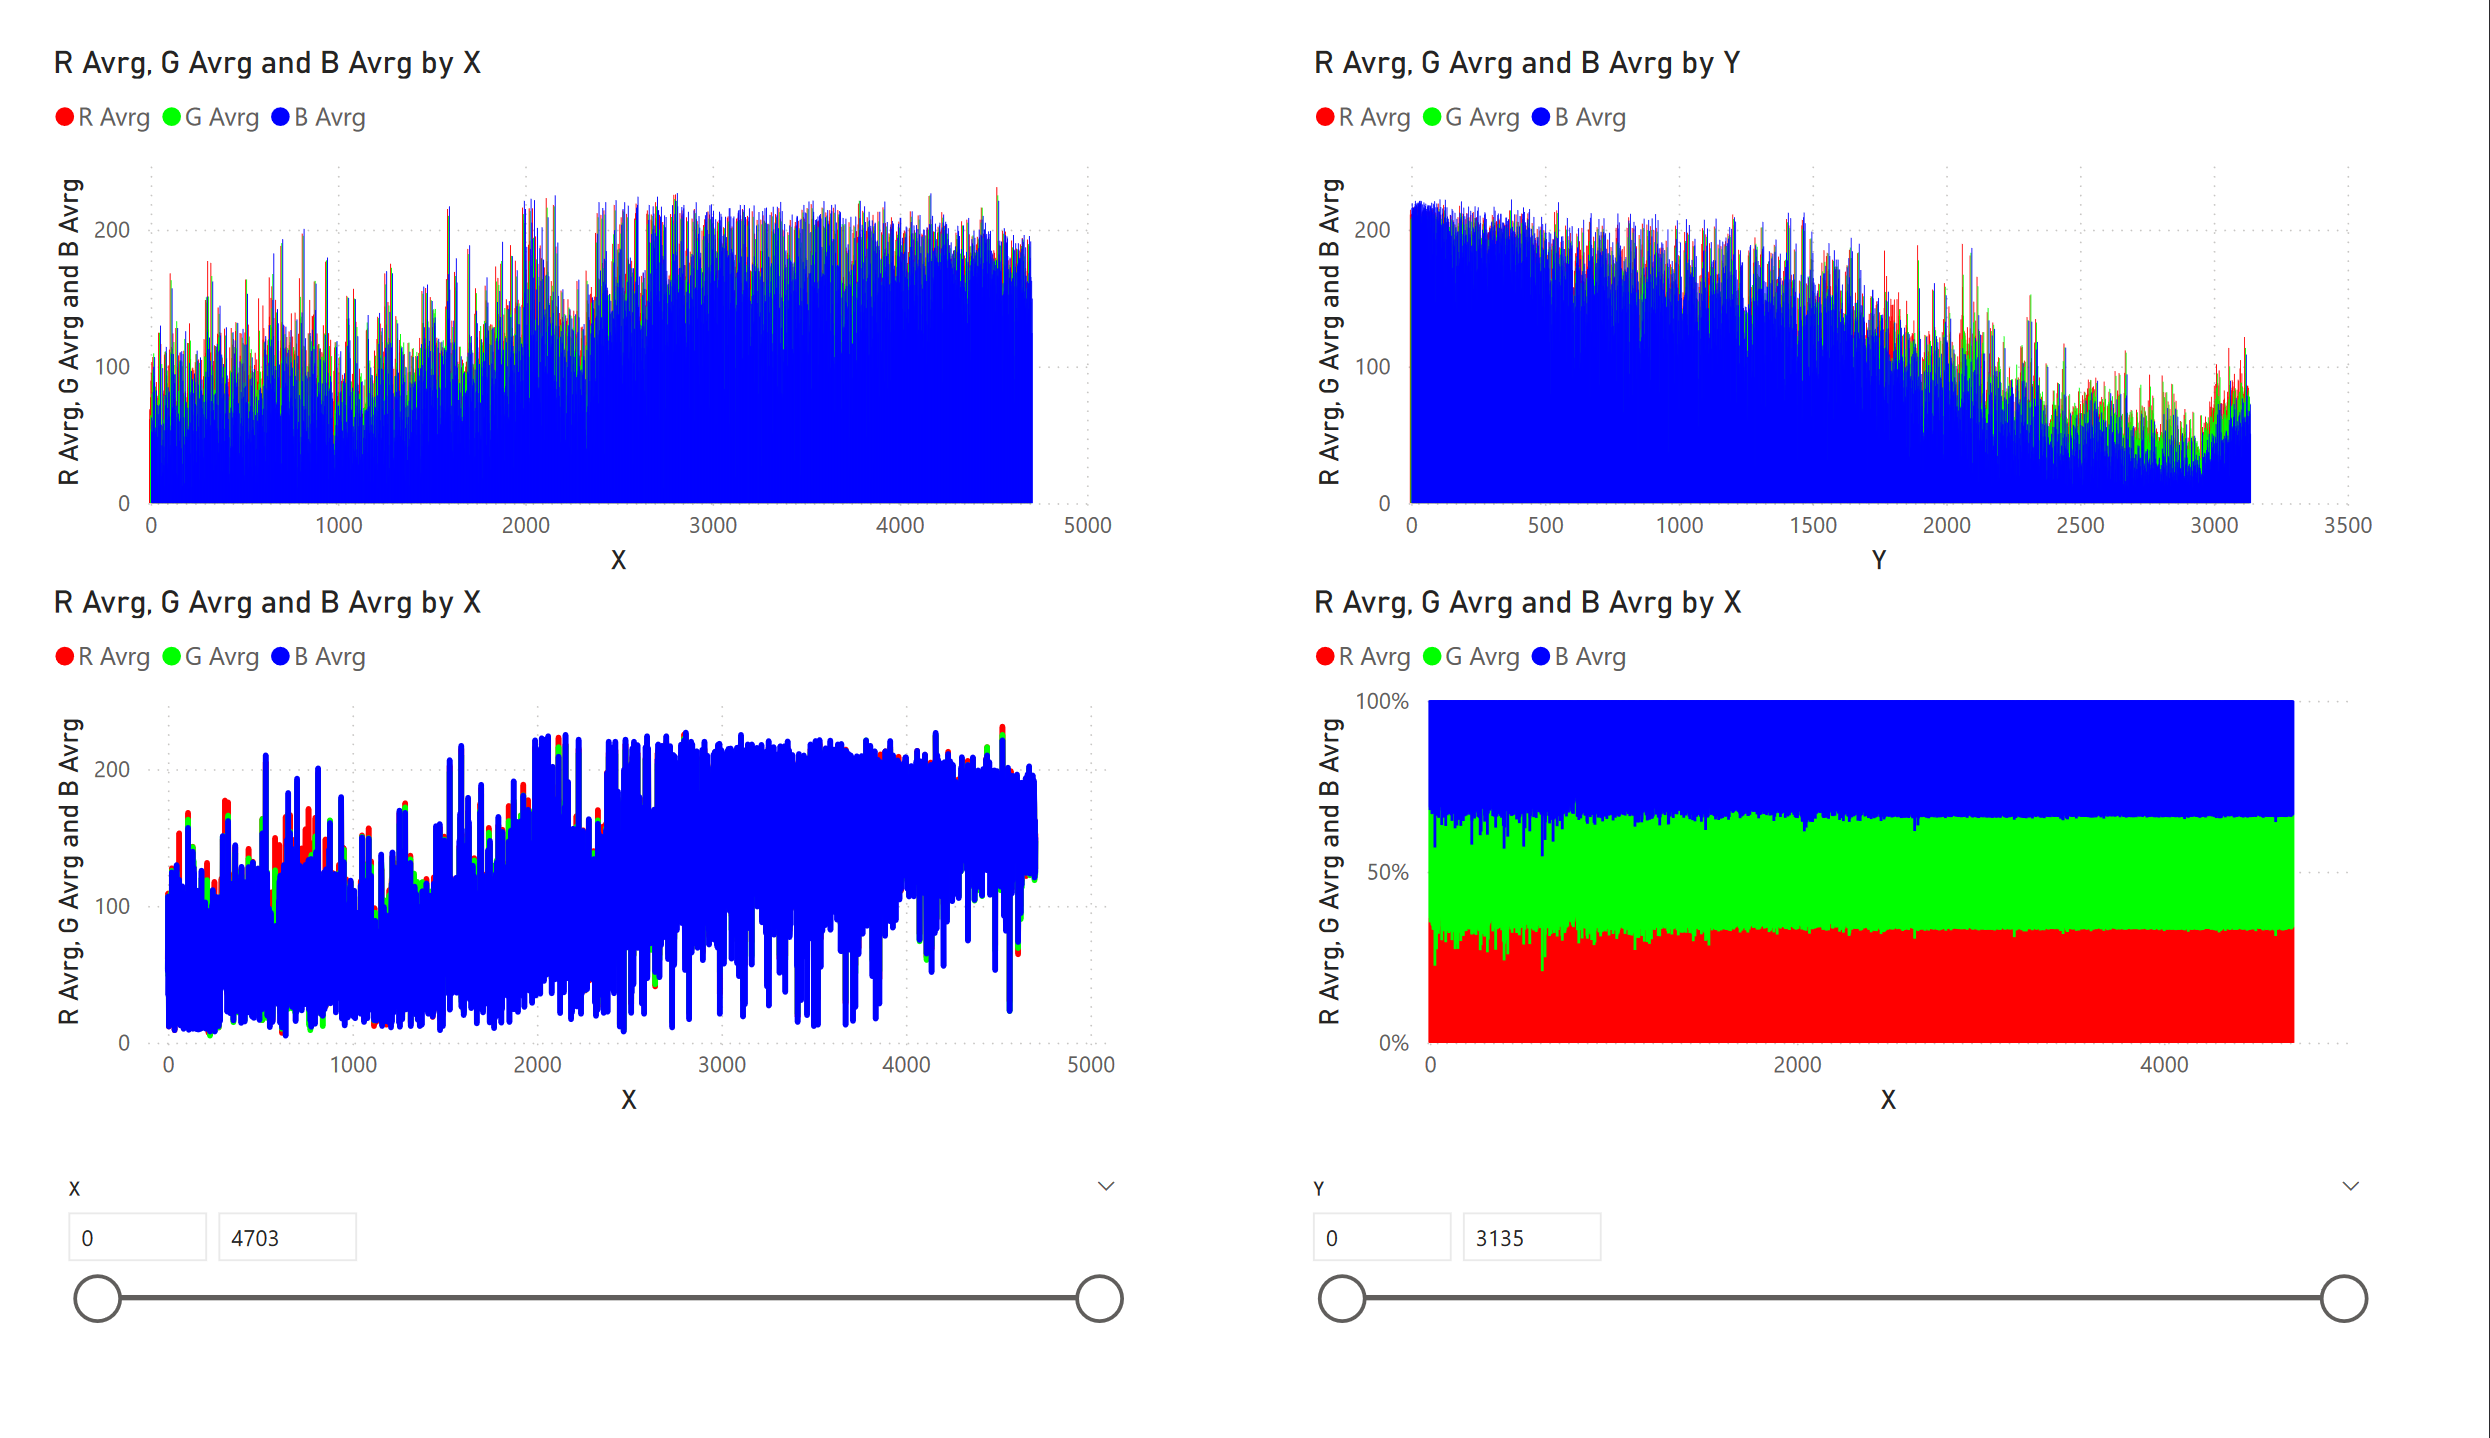 R Avrg, G Avrg and B Avrg by X
R Avrg G Avrg B Avrg
R Avrg, G Avrg and B Avrg
200
100
0
0 1000 2000 3000 4000 5000
X
R Avrg, G Avrg and B Avrg by Y
R Avrg G Avrg B Avrg
R Avrg, G Avrg and B Avrg
200
100
0
0 500 1000 1500 2000 2500 3000 3500
Y
R Avrg, G Avrg and B Avrg by X
R Avrg G Avrg B Avrg
R Avrg, G Avrg and B Avrg
200
100
0
0 1000 2000 3000 4000 5000
X
R Avrg, G Avrg and B Avrg by X
R Avrg G Avrg B Avrg
R Avrg, G Avrg and B Avrg
100%
50%
0%
0 2000 4000
X
X
0 4703
Y
0 3135